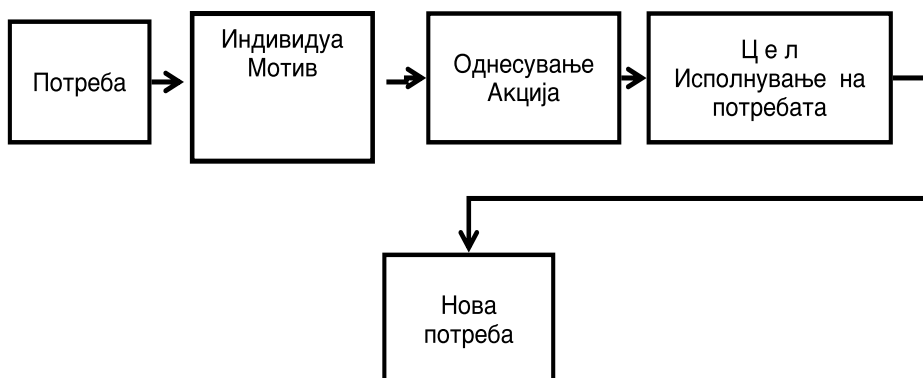 Потреба
Индивидуа
Мотив
Однесување
Акција
Ц е л
Исполнување на
потребата
Нова
потреба